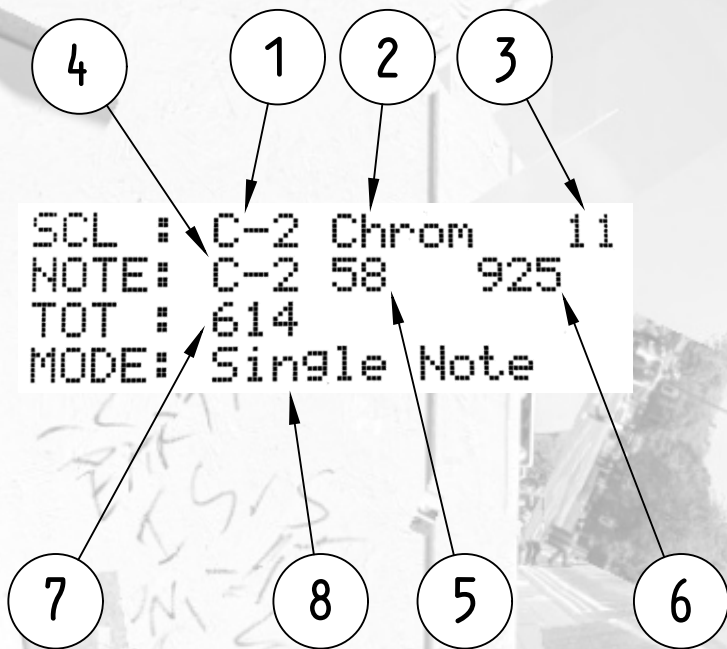 4 1 2 3
SCL : C-2 Chrom 11
NOTE: C-2 58 925
TOT : 614
MODE: Single Note
7 8 5 6